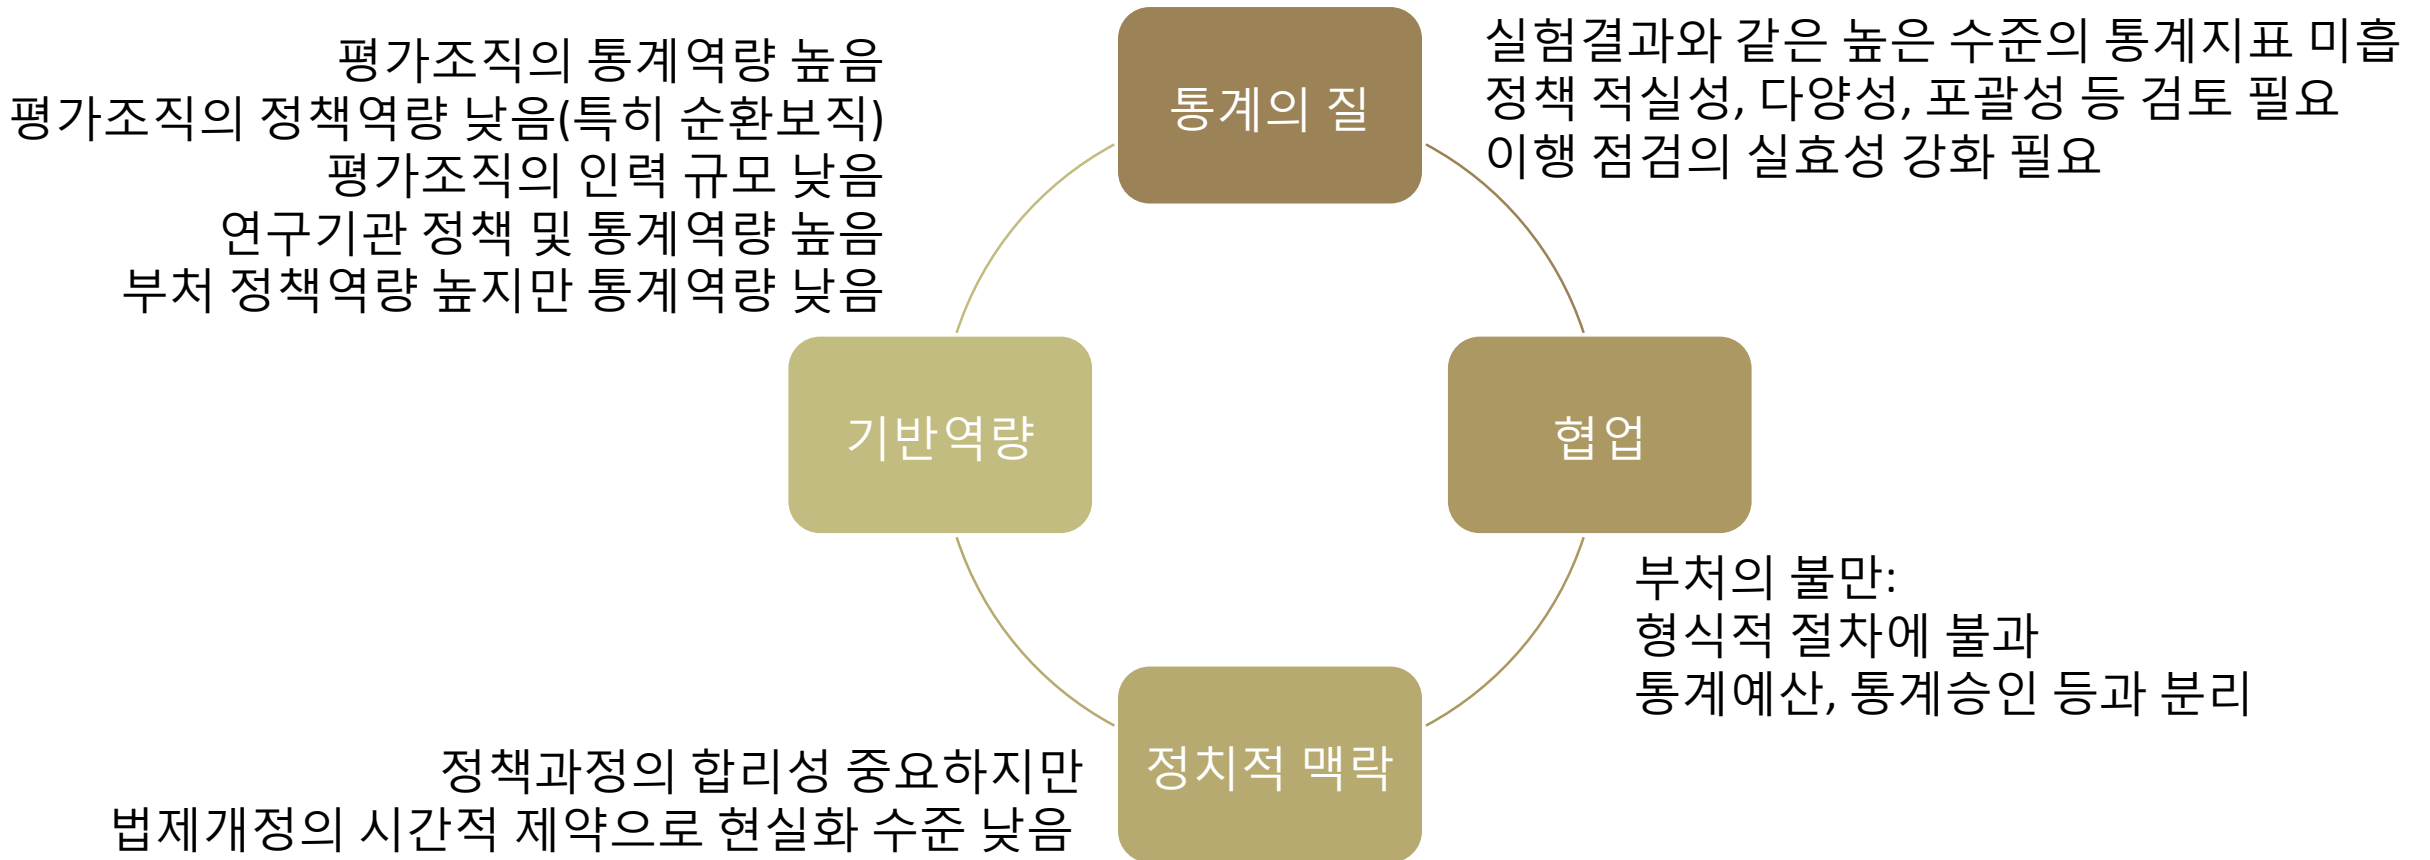 통계의 질
실험결과와 같은 높은 수준의 통계지표 미흡
정책 적실성, 다양성, 포괄성 등 검토 필요
이행 점검의 실효성 강화 필요
협업
부처의 불만:
형식적 절차에 불과
통계예산, 통계승인 등과 분리
정치적 맥락
정책과정의 합리성 중요하지만
법제개정의 시간적 제약으로 현실화 수준 낮음
기반역량
평가조직의 통계역량 높음
평가조직의 정책역량 낮음(특히 순환보직)
평가조직의 인력 규모 낮음
연구기관 정책 및 통계역량 높음
부처 정책역량 높지만 통계역량 낮음